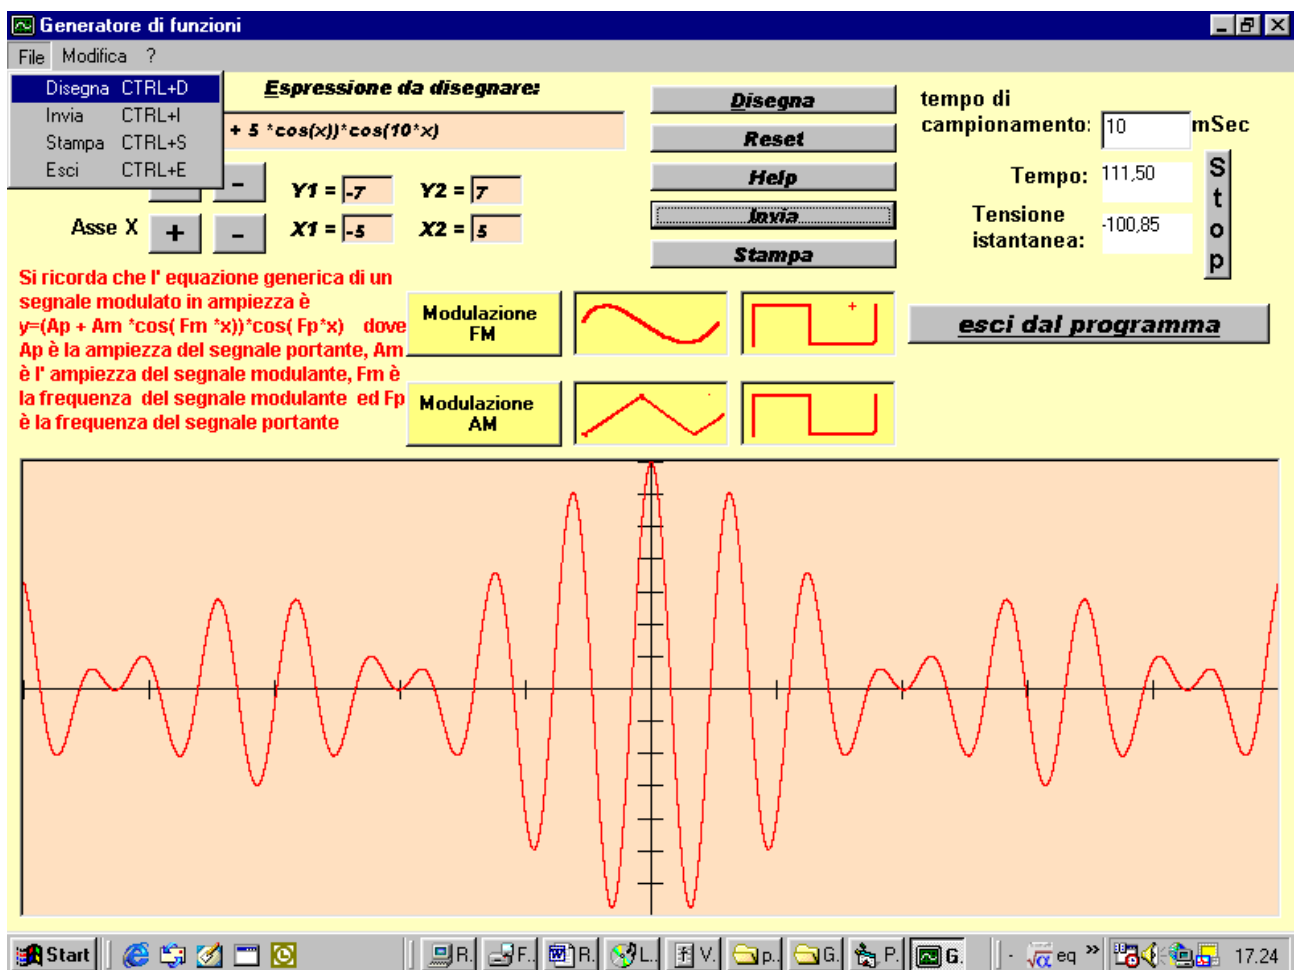 Generatore di funzioni
File Modifica ?
Disegna CTRL+D
Invia CTRL+I
Stampa CTRL+S
Esci CTRL+E
Espressione da disegnare:
+ 5 *cos(x))*cos(10*x)
- Y1 = -7 Y2 = 7
Asse X + - X1 = -5 X2 = 5
Disegna
Reset
Help
Invia
Stampa
tempo di
campionamento: 10 mSec
Tempo: 111,50
Tensione
istantanea: -100,85
Stop
esci dal programma
Si ricorda che l' equazione generica di un
segnale modulato in ampiezza è
y=(Ap + Am *cos( Fm *x))*cos( Fp*x) dove
Ap è la ampiezza del segnale portante, Am
è l' ampiezza del segnale modulante, Fm è
la frequenza del segnale modulante ed Fp
è la frequenza del segnale portante
Modulazione
FM
Modulazione
AM
Start R. F.. R. L.. V. p.. G. P. G. eq » 17.24